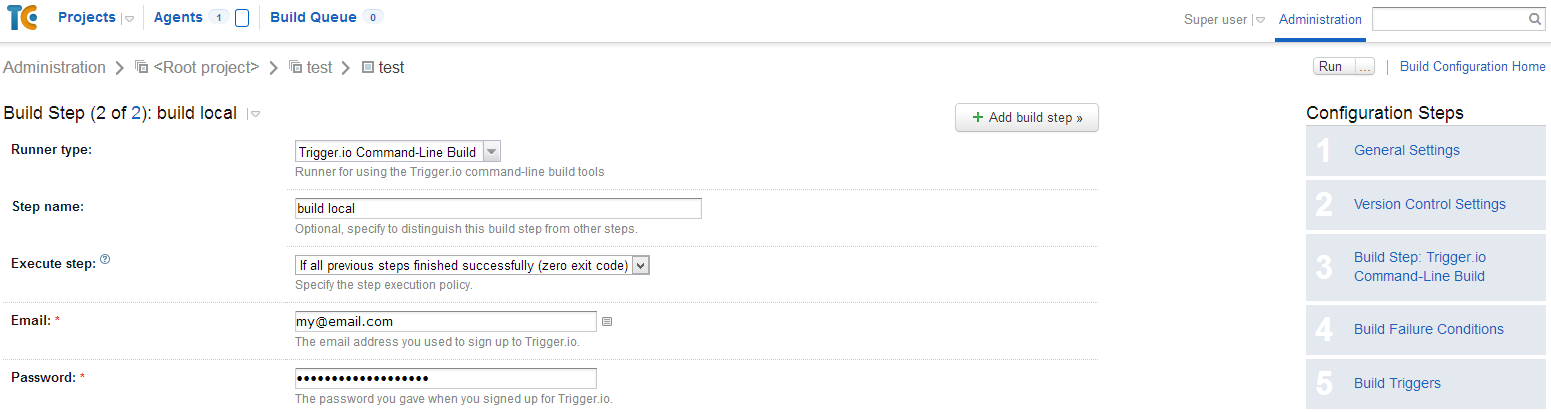 TC Projects Agents 1 Build Queue 0 Super user Administration
Administration <Root project> test test Run ... Build Configuration Home
Build Step (2 of 2): build local + Add build step » Configuration Steps
Runner type: Trigger.io Command-Line Build
Runner for using the Trigger.io command-line build tools
Step name: build local
Optional, specify to distinguish this build step from other steps.
Execute step: ? If all previous steps finished successfully (zero exit code)
Specify the step execution policy.
Email: * my@email.com
The email address you used to sign up to Trigger.io.
Password: * •••••••••••••••••••
The password you gave when you signed up for Trigger.io.
1 General Settings
2 Version Control Settings
3 Build Step: Trigger.io
Command-Line Build
4 Build Failure Conditions
5 Build Triggers